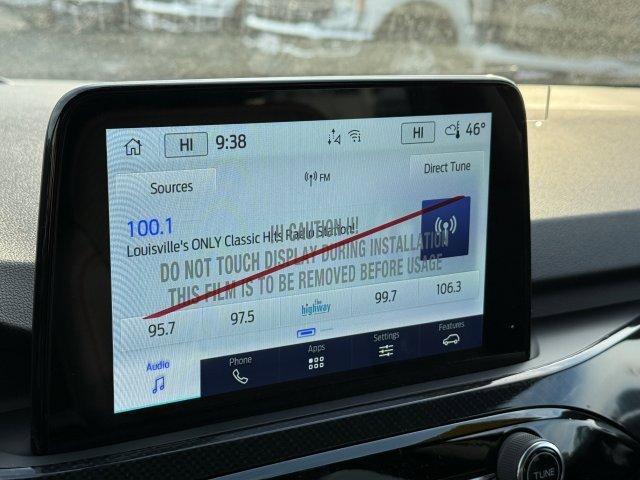 HI 9:38 HI 46°
Sources FM Direct Tune
100.1
Louisville's ONLY Classic Hits Radio Station!
!!! CAUTION !!!
DO NOT TOUCH DISPLAY DURING INSTALLATION
THIS FILM IS TO BE REMOVED BEFORE USAGE
95.7 97.5 the highway 99.7 106.3
Audio Phone Apps Settings Features
TUNE